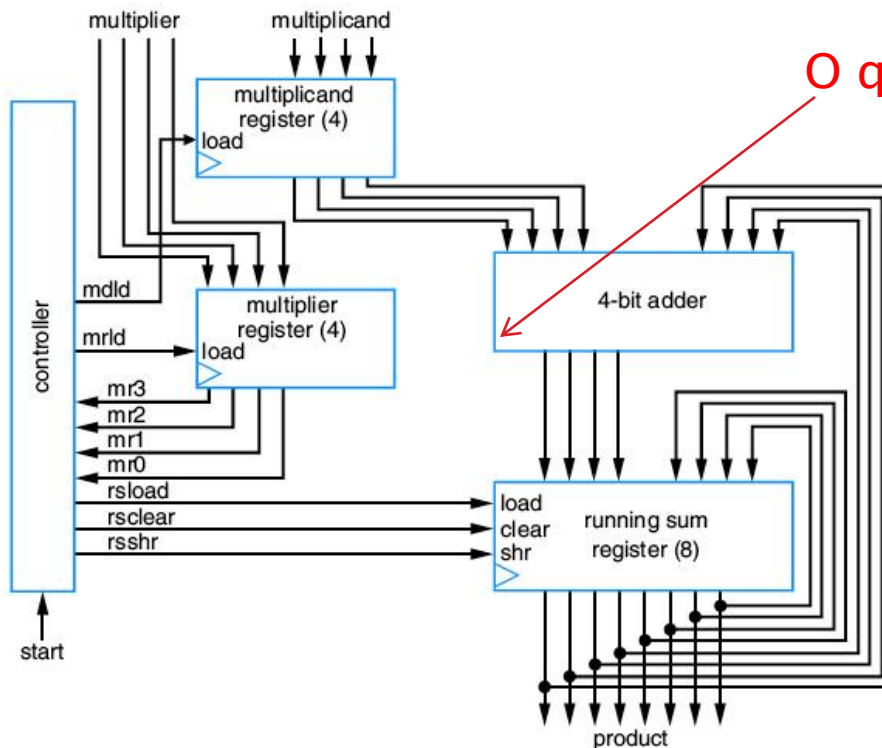 multiplier
multiplicand
O q
multiplicand
register (4)
load
mdld
multiplier
register (4)
load
mrld
controller
4-bit adder
mr3
mr2
mr1
mr0
rsload
rsclear
rsshr
load
clear
shr
running sum
register (8)
start
product